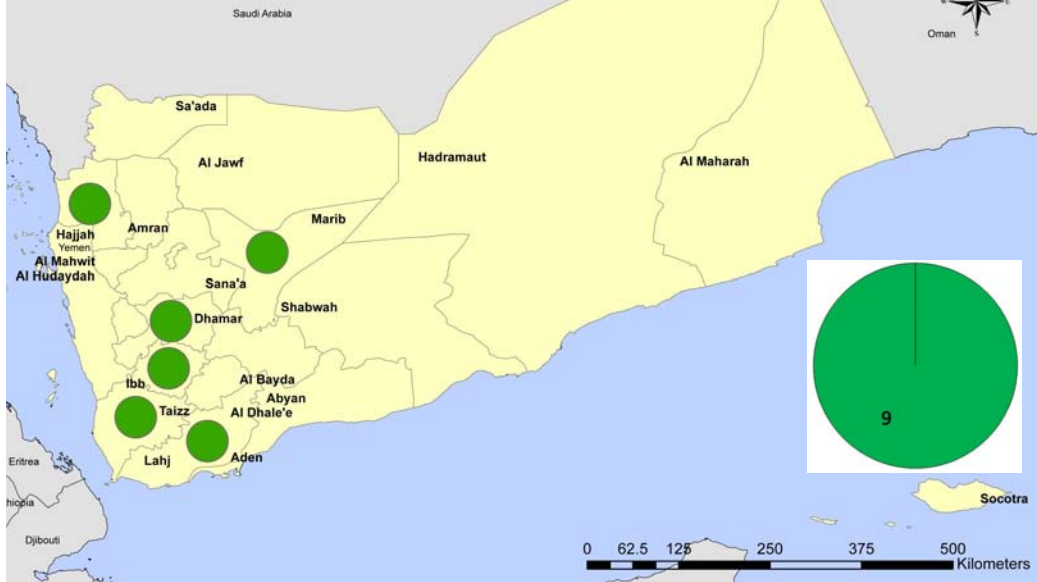 Saudi Arabia
W E
S
Oman
Sa'ada
Al Jawf
Hadramaut
Al Maharah
Marib
Hajjah
Amran
Yemen
Al Mahwit
Al Hudaydah
Sana'a
Shabwah
Dhamar
Ibb
Al Bayda
Abyan
Taizz
Al Dhale'e
Lahj
Aden
9
Eritrea
hiopia
Djibouti
Socotra
0 62.5 125 250 375 500
Kilometers